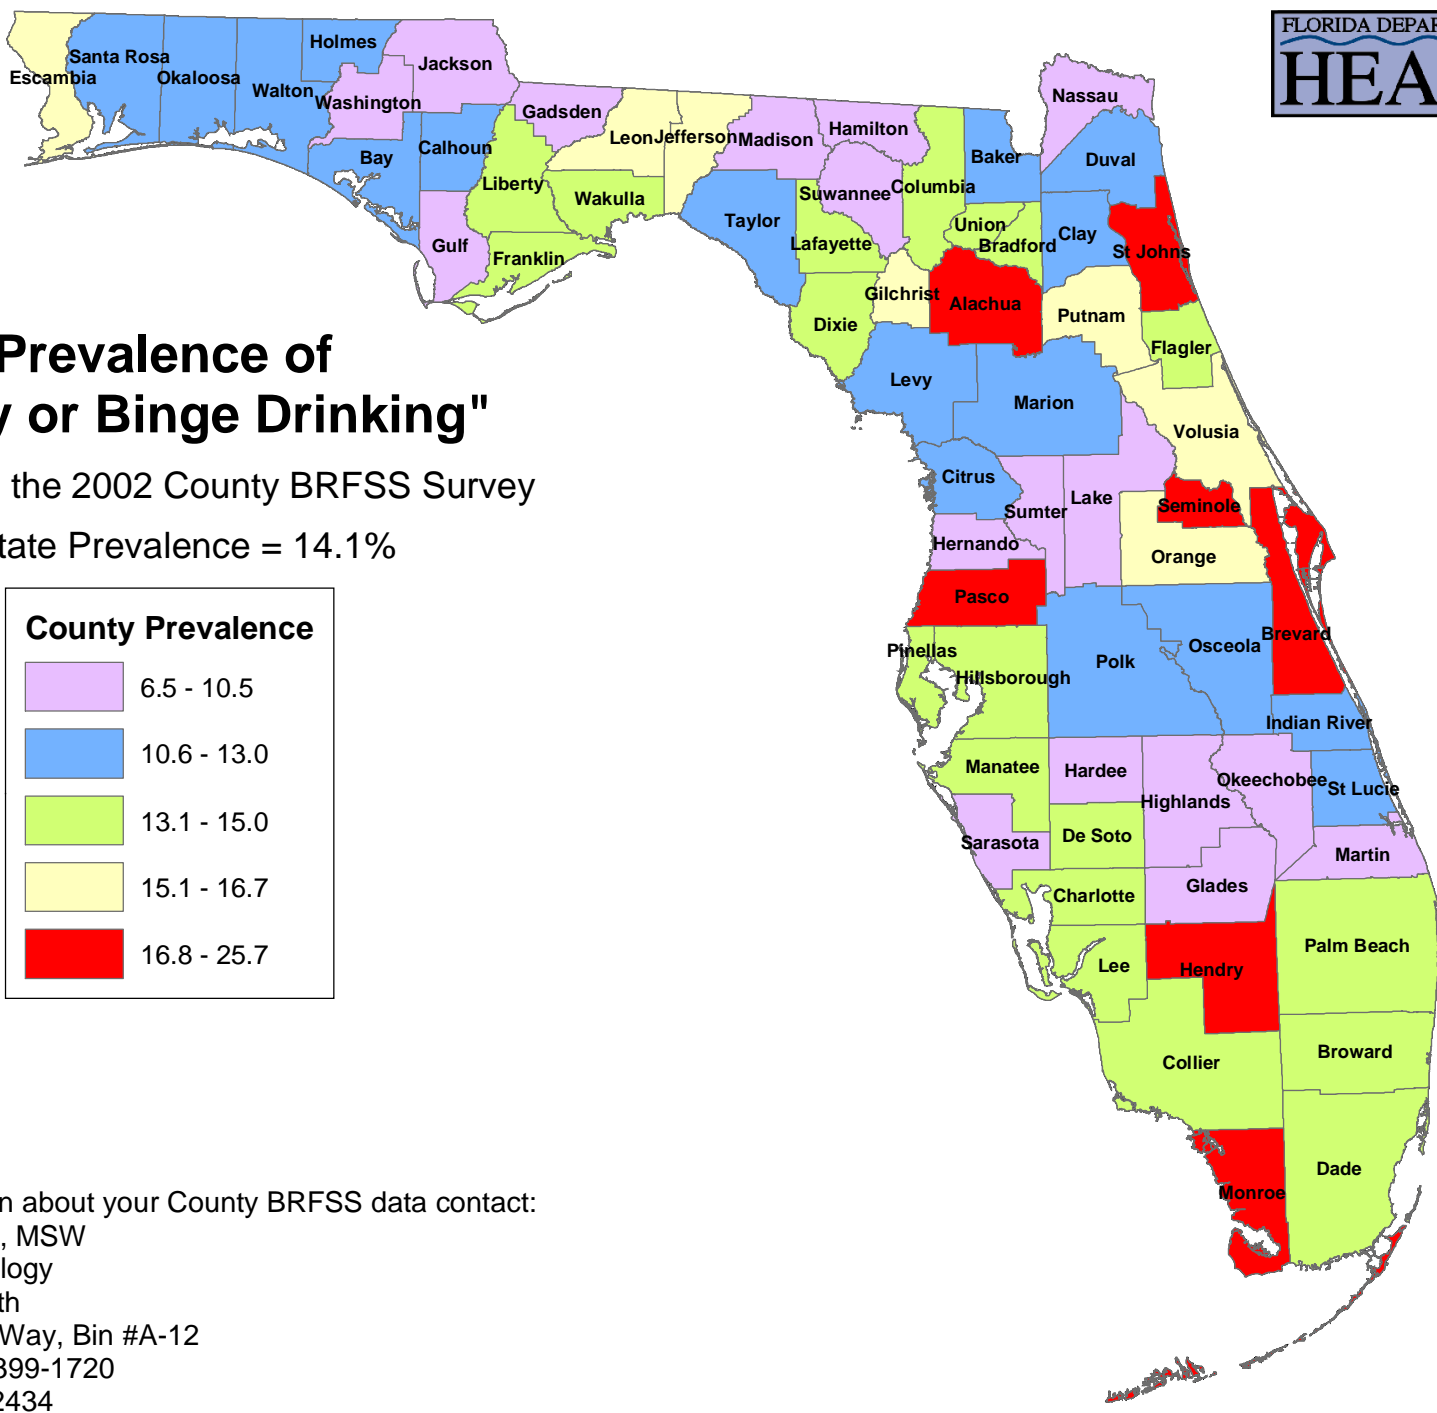 FLORIDA DEPAR
HEA
Santa Rosa
Holmes
Jackson
Escambia
Okaloosa
Walton
Washington
Gadsden
Nassau
Leon
Jefferson
Madison
Hamilton
Bay
Calhoun
Baker
Duval
Liberty
Wakulla
Suwannee
Columbia
Taylor
Gulf
Franklin
Lafayette
Union
Bradford
Clay
St Johns
Gilchrist
Alachua
Putnam
Dixie
Flagler
Prevalence of
y or Binge Drinking"
the 2002 County BRFSS Survey
tate Prevalence = 14.1%
Levy
Marion
Volusia
Citrus
Sumter
Lake
Seminole
Hernando
Orange
Pasco
Brevard
Pinellas
Hillsborough
Polk
Osceola
Indian River
Manatee
Hardee
Highlands
Okeechobee
St Lucie
Sarasota
De Soto
Martin
Charlotte
Glades
Lee
Hendry
Palm Beach
Collier
Broward
Monroe
Dade
County Prevalence
6.5 - 10.5
10.6 - 13.0
13.1 - 15.0
15.1 - 16.7
16.8 - 25.7
n about your County BRFSS data contact:
, MSW
logy
th
Way, Bin #A-12
399-1720
2434